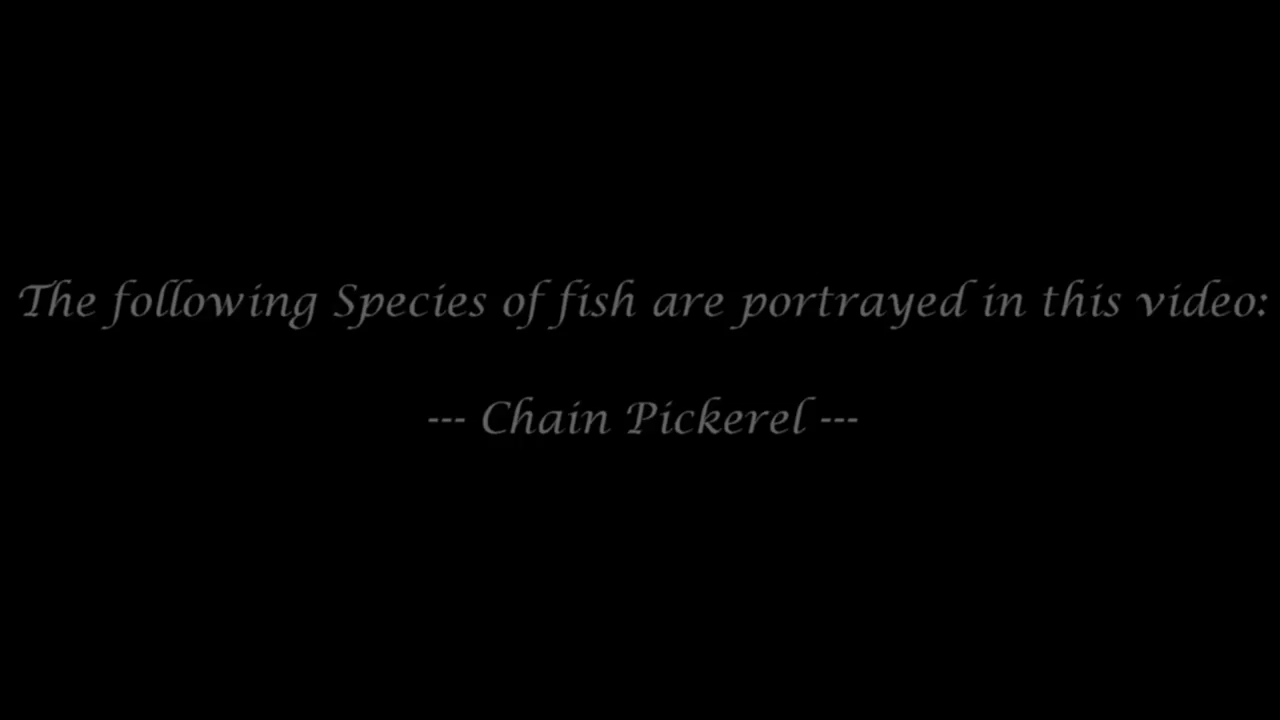 The following Species of fish are portrayed in this video:
--- Chain Pickerel ---